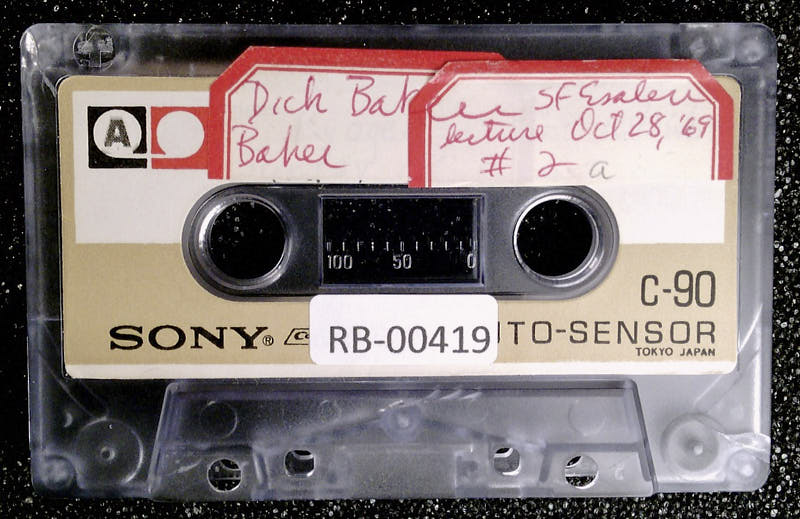 Dick Baker SF Esalen
Baker
lecture Oct 28, '69
# 2 a
A
100 50 0
C-90
SONY® RB-00419 UTO-SENSOR
TOKYO JAPAN